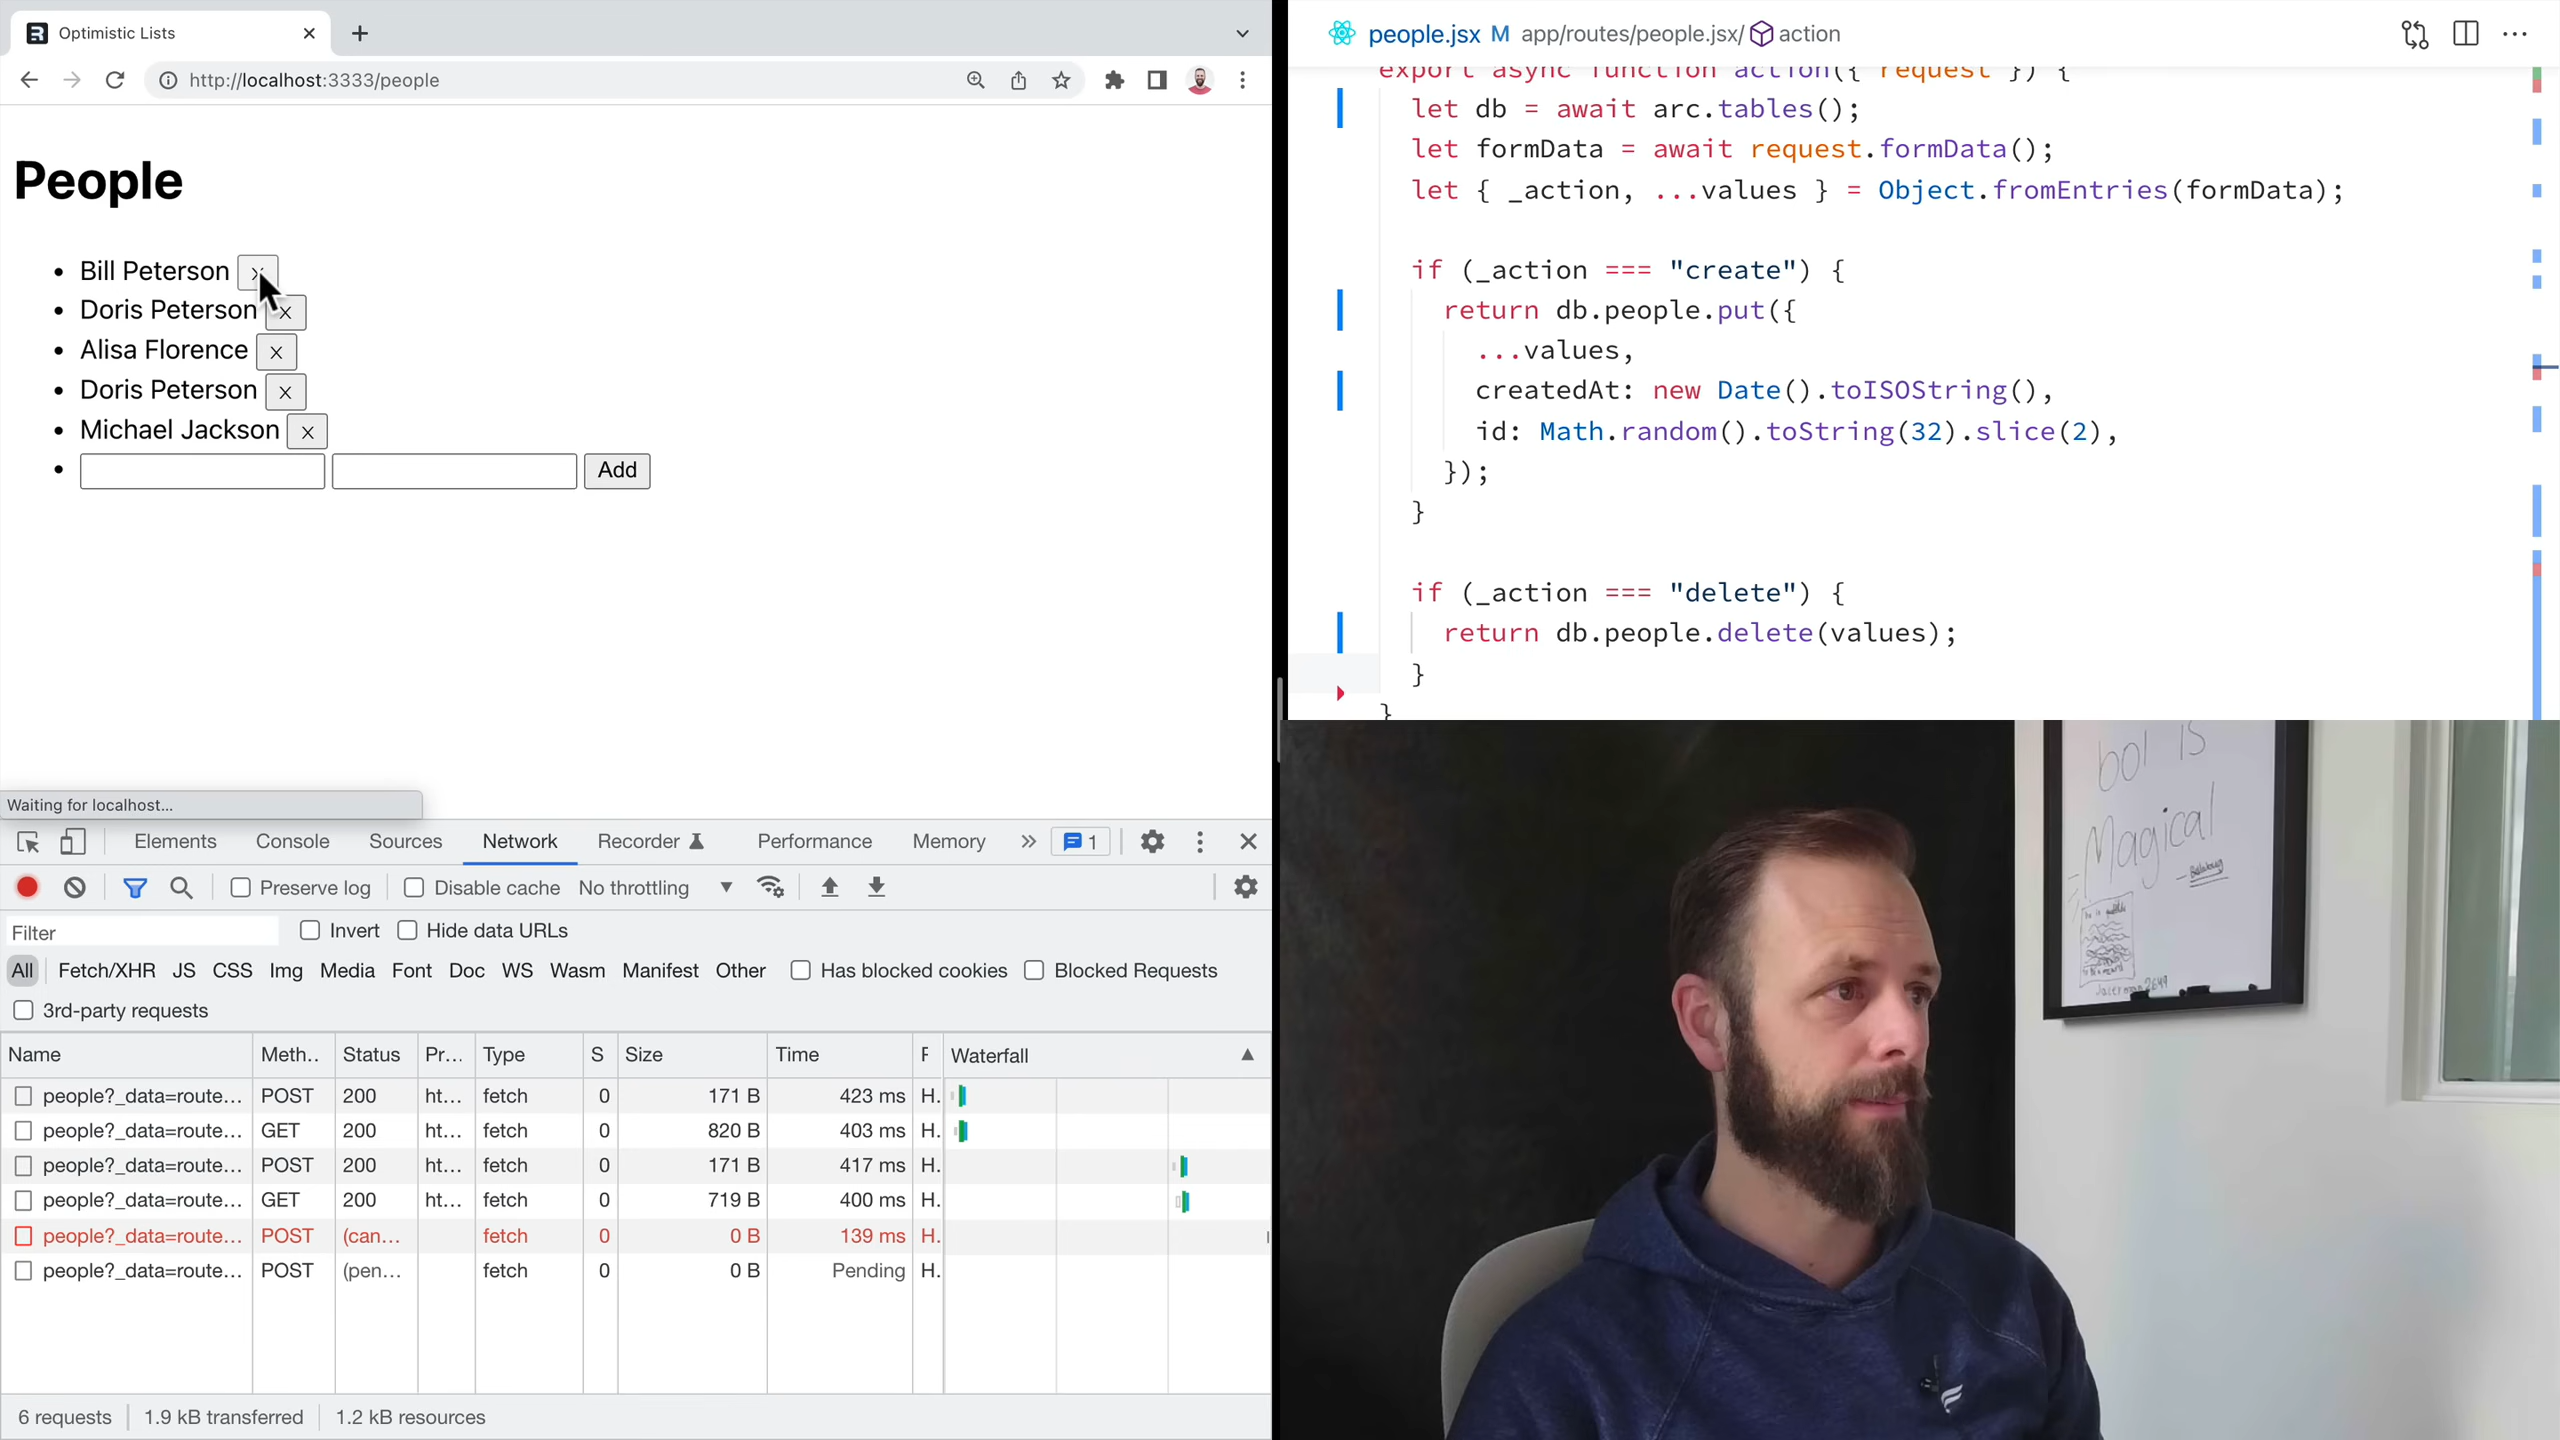 Optimistic Lists
http://localhost:3333/people
People
Bill Peterson x
Doris Peterson x
Alisa Florence x
Doris Peterson x
Michael Jackson x
Add
Waiting for localhost...
Elements Console Sources Network Recorder Performance Memory 1
Preserve log Disable cache No throttling
Filter Invert Hide data URLs
All Fetch/XHR JS CSS Img Media Font Doc WS Wasm Manifest Other Has blocked cookies Blocked Requests
3rd-party requests
Name Meth.. Status Pr... Type S Size Time F Waterfall
people?_data=route... POST 200 ht... fetch 0 171 B 423 ms H.
people?_data=route... GET 200 ht... fetch 0 820 B 403 ms H.
people?_data=route... POST 200 ht... fetch 0 171 B 417 ms H.
people?_data=route... GET 200 ht... fetch 0 719 B 400 ms H.
people?_data=route... POST (can... fetch 0 0 B 139 ms H.
people?_data=route... POST (pen... fetch 0 0 B Pending H.
6 requests 1.9 kB transferred 1.2 kB resources
people.jsx M app/routes/people.jsx/ action
export async function action({ request }) {
let db = await arc.tables();
let formData = await request.formData();
let { _action, ...values } = Object.fromEntries(formData);
if (_action === "create") {
return db.people.put({
...values,
createdAt: new Date().toISOString(),
id: Math.random().toString(32).slice(2),
});
}
if (_action === "delete") {
return db.people.delete(values);
}
}
bol is
Magical